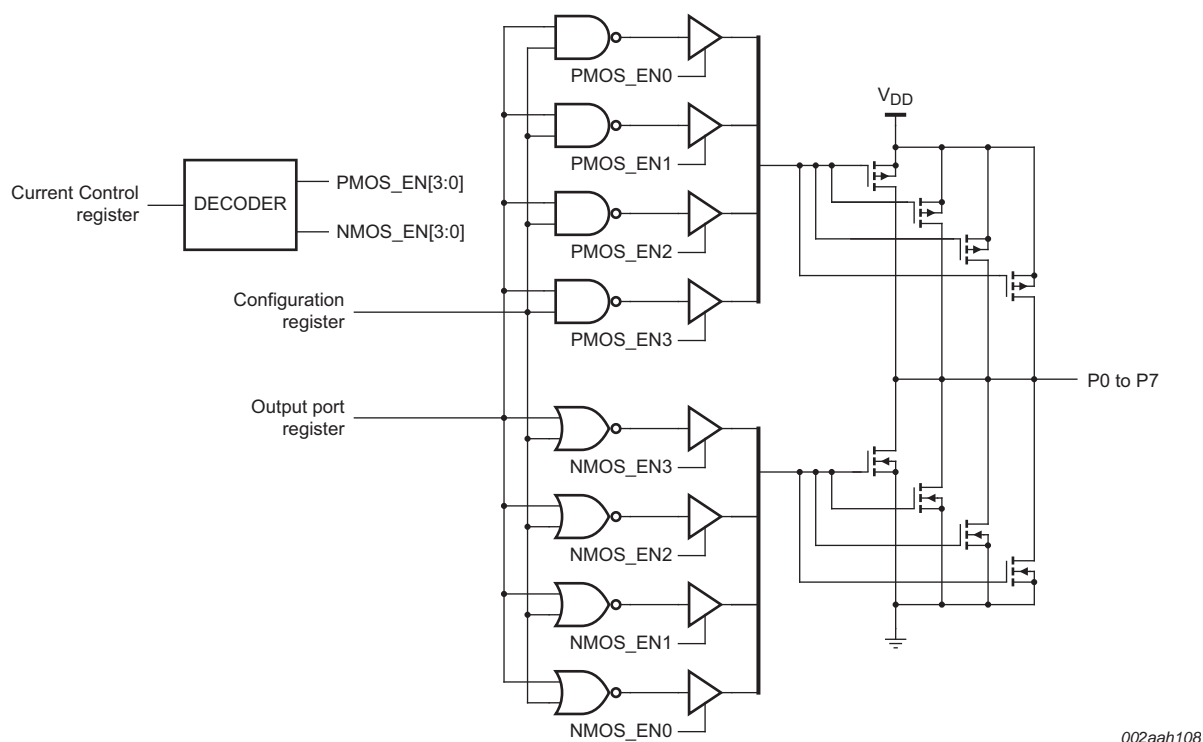 PMOS_EN0
V_DD
PMOS_EN1
Current Control
register
DECODER
PMOS_EN[3:0]
NMOS_EN[3:0]
PMOS_EN2
Configuration
register
PMOS_EN3
P0 to P7
Output port
register
NMOS_EN3
NMOS_EN2
NMOS_EN1
NMOS_EN0
002aah108